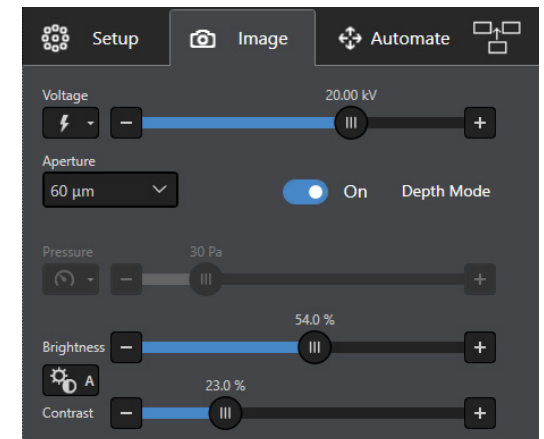 Setup Image Automate
Voltage 20.00 kV
Aperture
60 µm On Depth Mode
Pressure 30 Pa
54.0 %
Brightness
A 23.0 %
Contrast